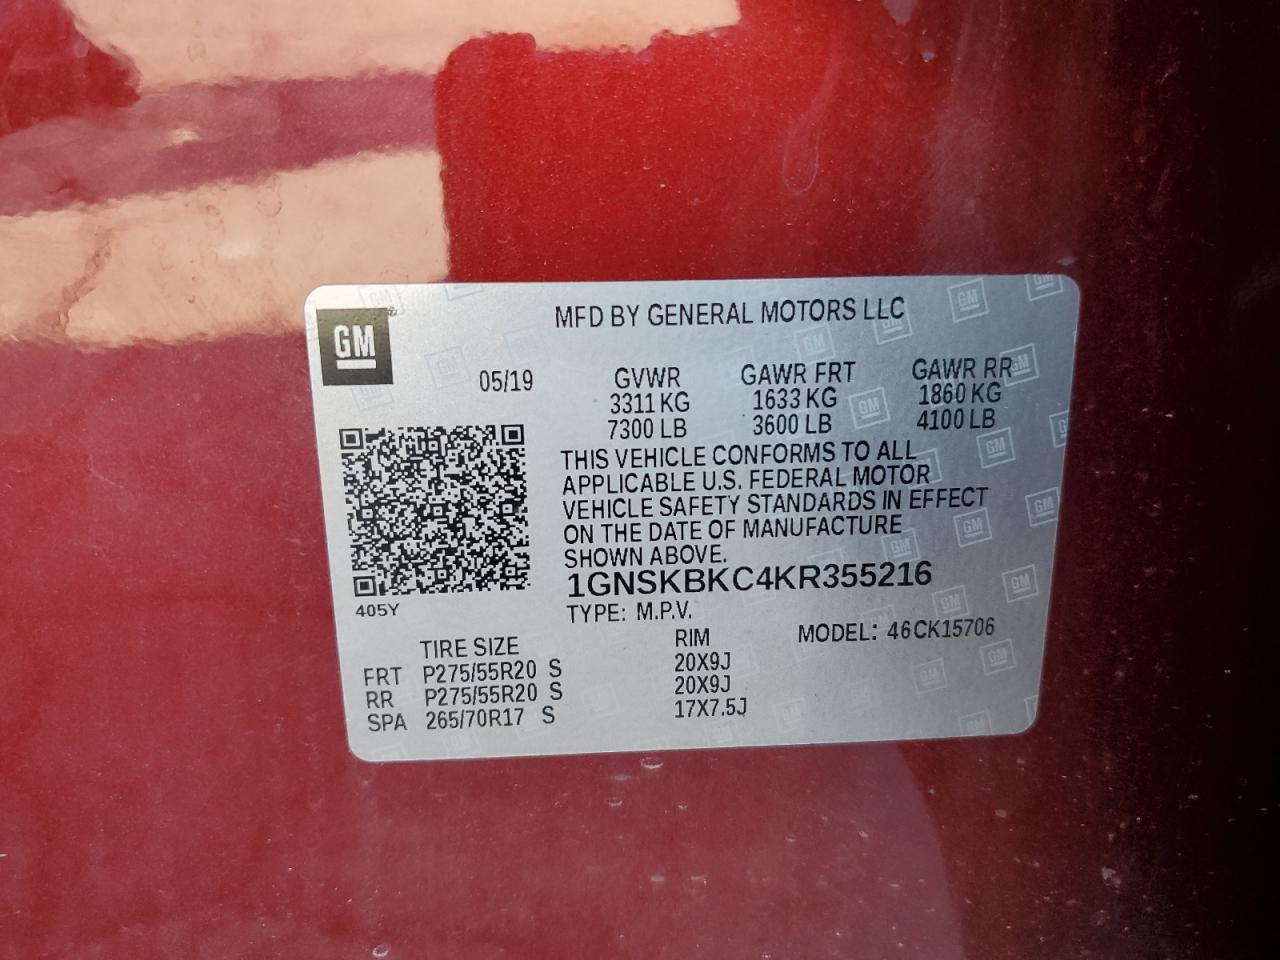 GM
MFD BY GENERAL MOTORS LLC
05/19
GVWR GAWR FRT GAWR RR
3311 KG 1633 KG 1860 KG
7300 LB 3600 LB 4100 LB
THIS VEHICLE CONFORMS TO ALL
APPLICABLE U.S. FEDERAL MOTOR
VEHICLE SAFETY STANDARDS IN EFFECT
ON THE DATE OF MANUFACTURE
SHOWN ABOVE.
1GNSKBKC4KR355216
405Y
TYPE: M.P.V.
MODEL: 46CK15706
TIRE SIZE RIM
FRT P275/55R20 S 20X9J
RR P275/55R20 S 20X9J
SPA 265/70R17 S 17X7.5J